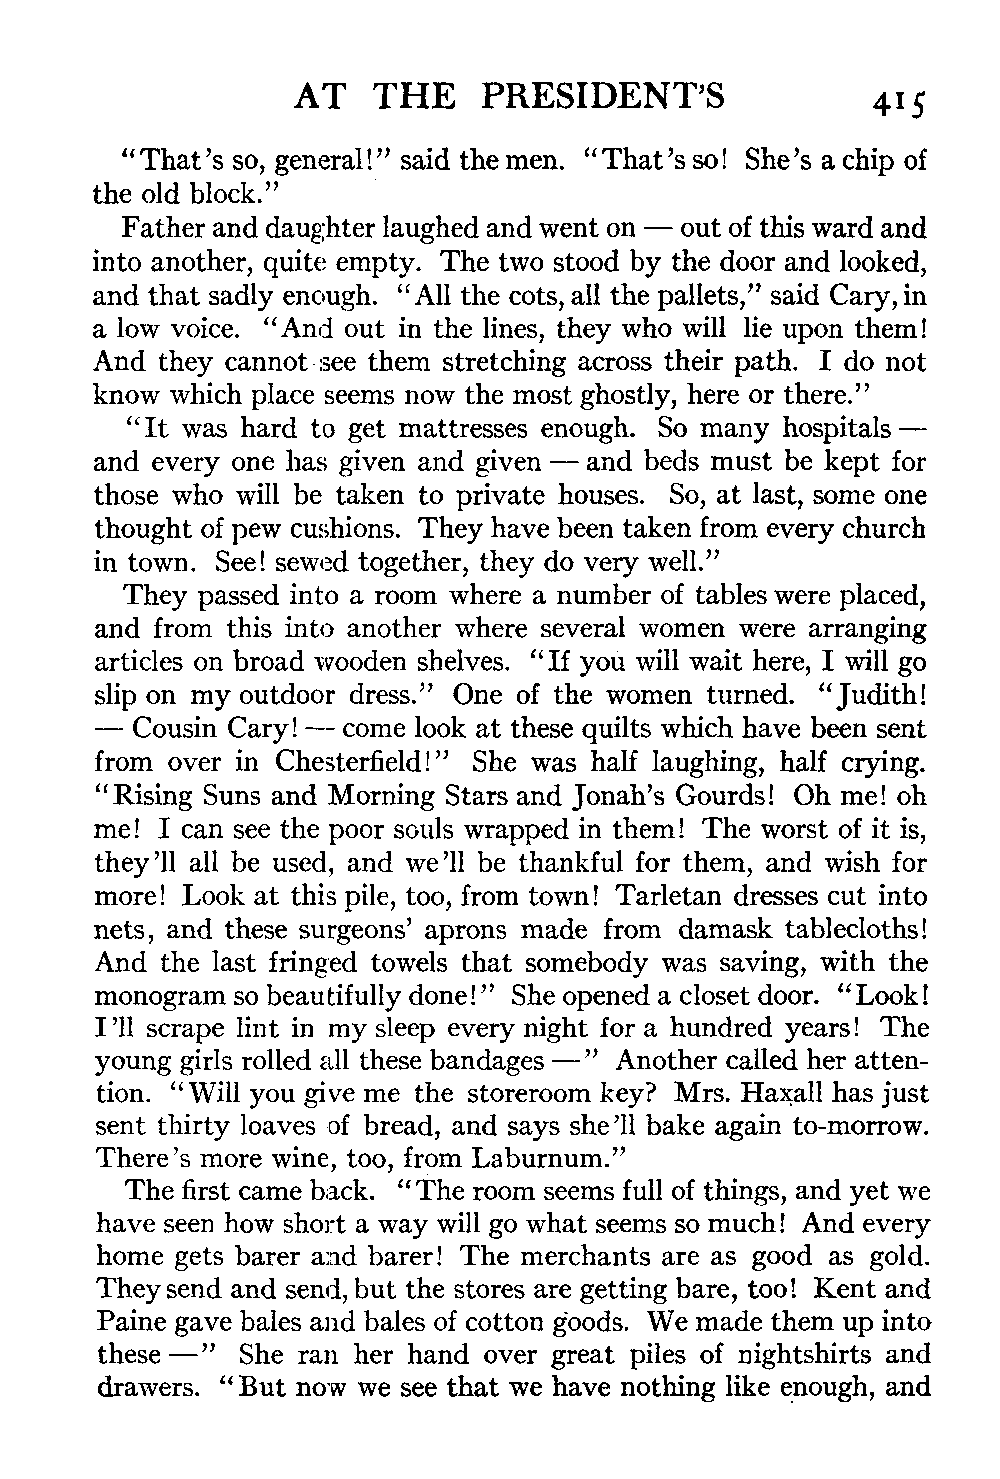 AT THE PRESIDENT'S 415
"That's so, general!" said the men. "That's so! She's a chip of
the old block."
Father and daughter laughed and went on — out of this ward and
into another, quite empty. The two stood by the door and looked,
and that sadly enough. "All the cots, all the pallets," said Cary, in
a low voice. "And out in the lines, they who will lie upon them!
And they cannot see them stretching across their path. I do not
know which place seems now the most ghostly, here or there."
"It was hard to get mattresses enough. So many hospitals —
and every one has given and given — and beds must be kept for
those who will be taken to private houses. So, at last, some one
thought of pew cushions. They have been taken from every church
in town. See! sewed together, they do very well."
They passed into a room where a number of tables were placed,
and from this into another where several women were arranging
articles on broad wooden shelves. "If you will wait here, I will go
slip on my outdoor dress." One of the women turned. "Judith!
— Cousin Cary! — come look at these quilts which have been sent
from over in Chesterfield!" She was half laughing, half crying.
"Rising Suns and Morning Stars and Jonah's Gourds! Oh me! oh
me! I can see the poor souls wrapped in them! The worst of it is,
they'll all be used, and we'll be thankful for them, and wish for
more! Look at this pile, too, from town! Tarletan dresses cut into
nets, and these surgeons' aprons made from damask tablecloths!
And the last fringed towels that somebody was saving, with the
monogram so beautifully done!" She opened a closet door. "Look!
I'll scrape lint in my sleep every night for a hundred years! The
young girls rolled all these bandages —" Another called her atten-
tion. "Will you give me the storeroom key? Mrs. Haxall has just
sent thirty loaves of bread, and says she'll bake again to-morrow.
There's more wine, too, from Laburnum."
The first came back. "The room seems full of things, and yet we
have seen how short a way will go what seems so much! And every
home gets barer and barer! The merchants are as good as gold.
They send and send, but the stores are getting bare, too! Kent and
Paine gave bales and bales of cotton goods. We made them up into
these —" She ran her hand over great piles of nightshirts and
drawers. "But now we see that we have nothing like enough, and